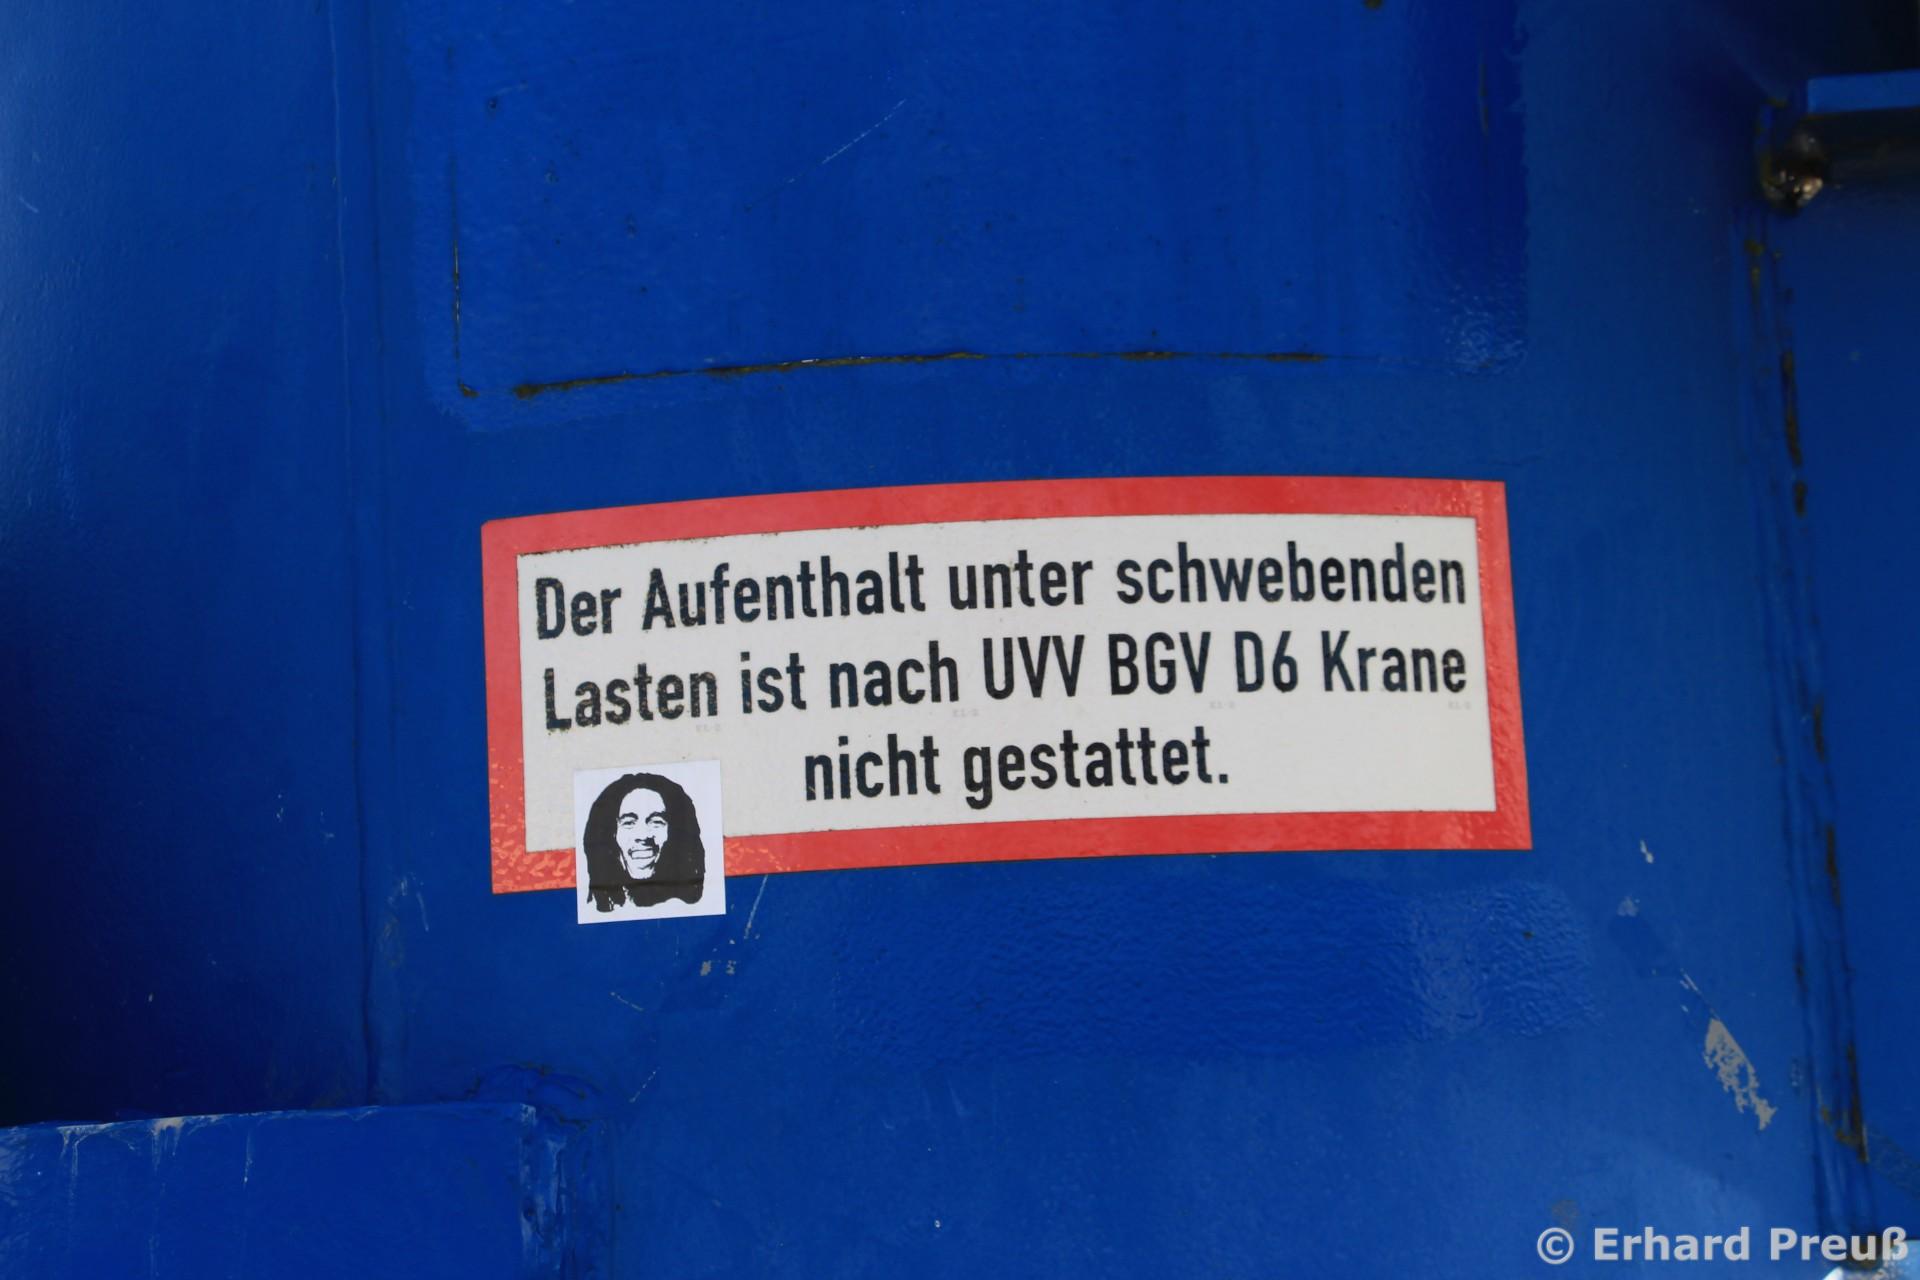 Der Aufenthalt unter schwebenden
Lasten ist nach UVV BGV D6 Krane
nicht gestattet.
© Erhard Preuß